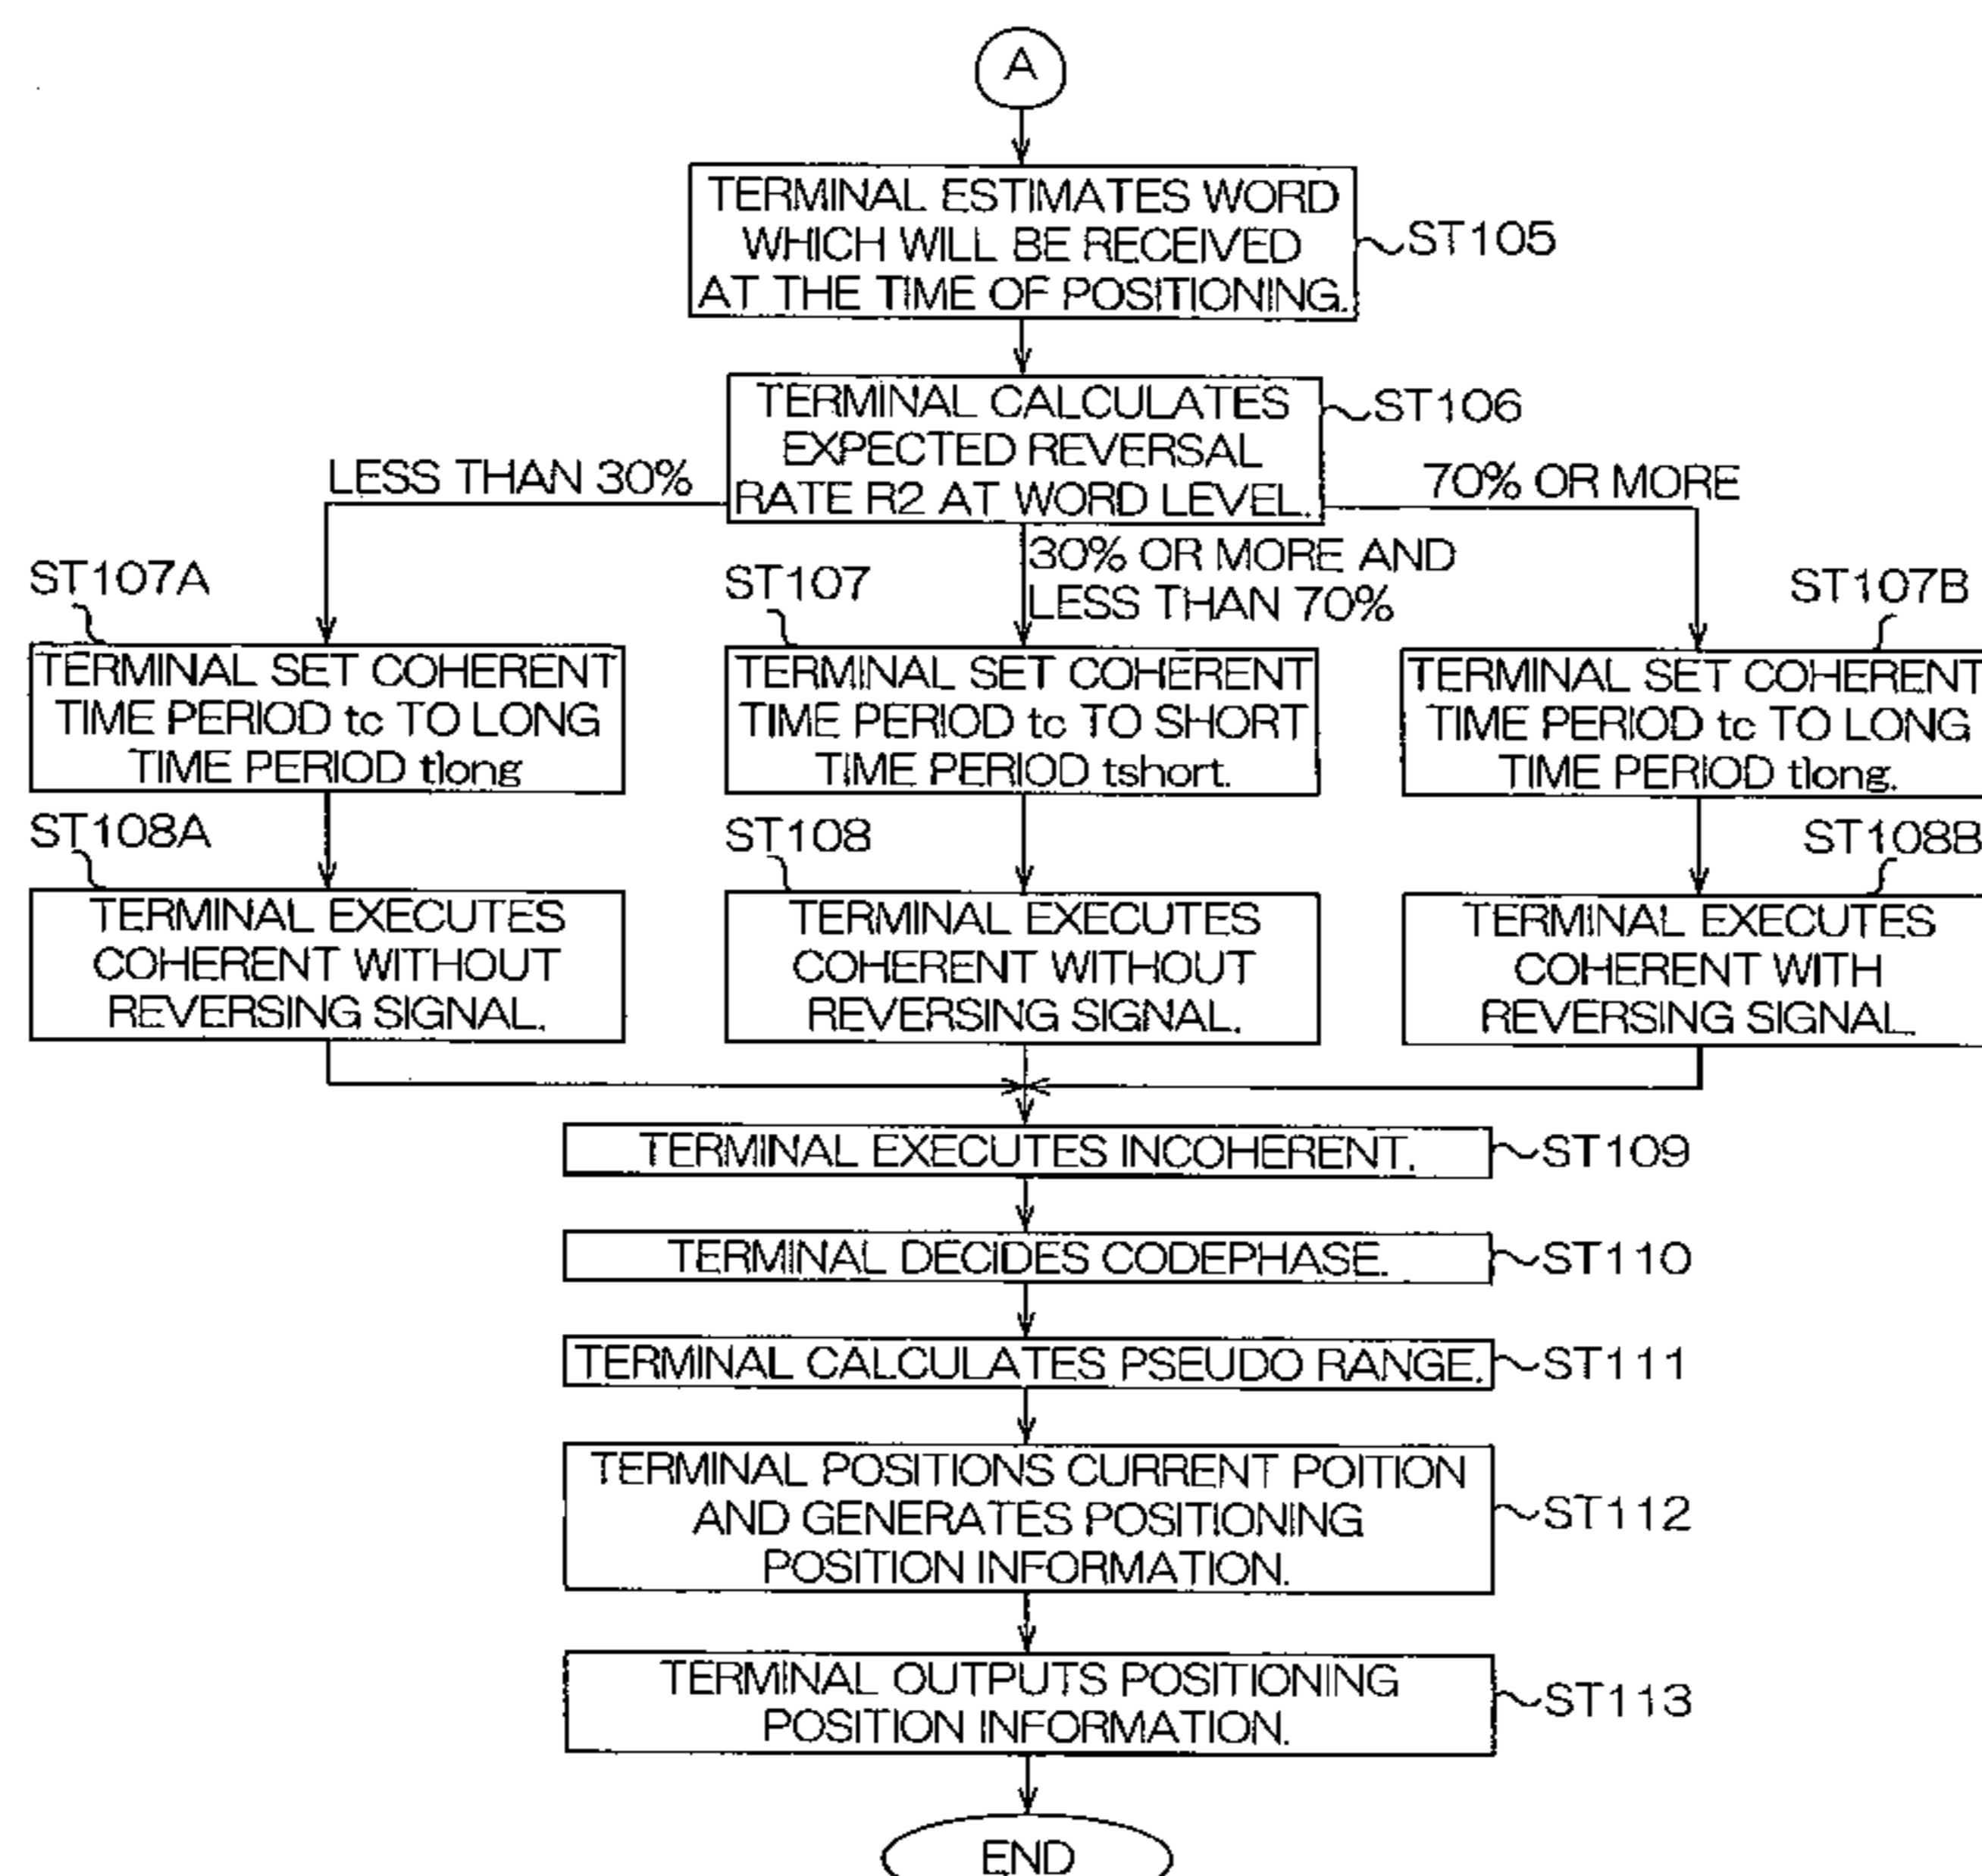 A
TERMINAL ESTIMATES WORD
WHICH WILL BE RECEIVED
AT THE TIME OF POSITIONING.
ST105
TERMINAL CALCULATES
EXPECTED REVERSAL
RATE R2 AT WORD LEVEL.
ST106
LESS THAN 30%
30% OR MORE AND
LESS THAN 70%
70% OR MORE
ST107A
TERMINAL SET COHERENT
TIME PERIOD tc TO LONG
TIME PERIOD tlong
ST107
TERMINAL SET COHERENT
TIME PERIOD tc TO SHORT
TIME PERIOD tshort.
ST107B
TERMINAL SET COHERENT
TIME PERIOD tc TO LONG
TIME PERIOD tlong.
ST108A
TERMINAL EXECUTES
COHERENT WITHOUT
REVERSING SIGNAL.
ST108
TERMINAL EXECUTES
COHERENT WITHOUT
REVERSING SIGNAL.
ST108B
TERMINAL EXECUTES
COHERENT WITH
REVERSING SIGNAL.
TERMINAL EXECUTES INCOHERENT.
ST109
TERMINAL DECIDES CODEPHASE.
ST110
TERMINAL CALCULATES PSEUDO RANGE.
ST111
TERMINAL POSITIONS CURRENT POITION
AND GENERATES POSITIONING
POSITION INFORMATION.
ST112
TERMINAL OUTPUTS POSITIONING
POSITION INFORMATION.
ST113
END